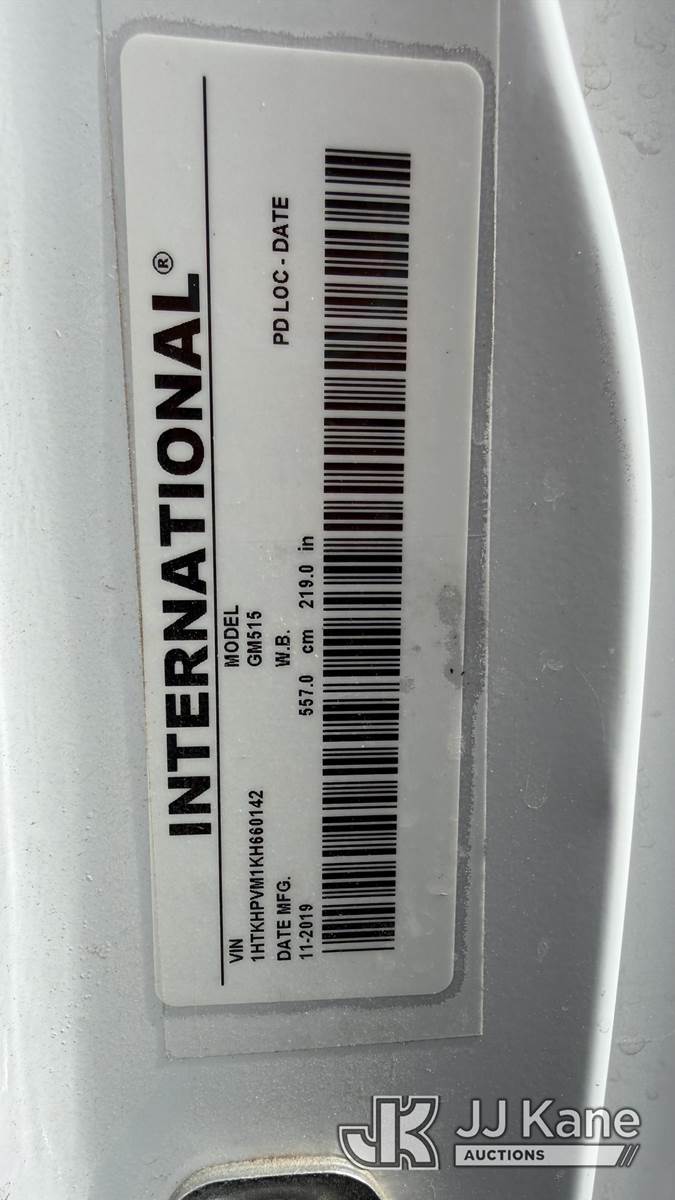 INTERNATIONAL®
VIN MODEL
1HTKHPVM1KH660142 GM515
DATE MFG. W.B. PD LOC - DATE
11-2019 557.0 cm 219.0 in
JK JJ Kane
AUCTIONS